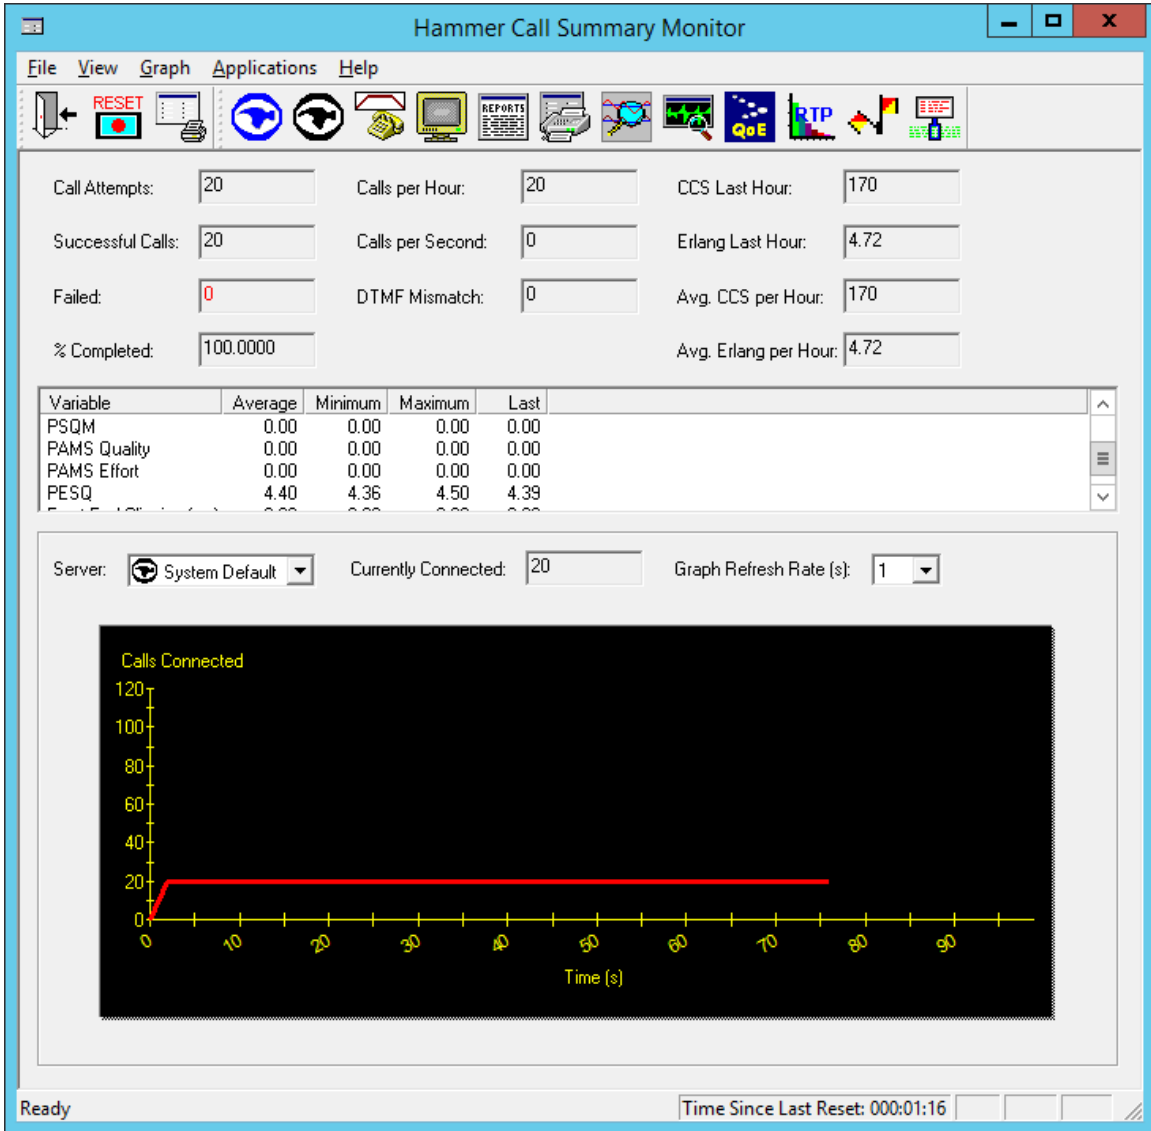 Hammer Call Summary Monitor
File View Graph Applications Help
RESET REPORTS QoE RTP
Call Attempts: 20 Calls per Hour: 20 CCS Last Hour: 170
Successful Calls: 20 Calls per Second: 0 Erlang Last Hour: 4.72
Failed: 0 DTMF Mismatch: 0 Avg. CCS per Hour: 170
% Completed: 100.0000 Avg. Erlang per Hour: 4.72
Variable Average Minimum Maximum Last
PSQM 0.00 0.00 0.00 0.00
PAMS Quality 0.00 0.00 0.00 0.00
PAMS Effort 0.00 0.00 0.00 0.00
PESQ 4.40 4.36 4.50 4.39
Server: System Default Currently Connected: 20 Graph Refresh Rate (s): 1
Calls Connected
120
100
80
60
40
20
0
0 10 20 30 40 50 60 70 80 90
Time (s)
Ready Time Since Last Reset: 000:01:16